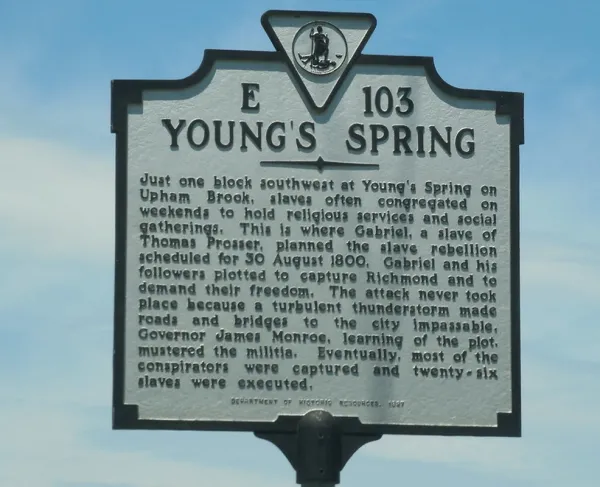 E 103
YOUNG'S SPRING
Just one block southwest at Young's Spring on
Upham Brook, slaves often congregated on
weekends to hold religious services and social
gatherings. This is where Gabriel, a slave of
Thomas Prosser, planned the slave rebellion
scheduled for 30 August 1800. Gabriel and his
followers plotted to capture Richmond and to
demand their freedom. The attack never took
place because a turbulent thunderstorm made
roads and bridges to the city impassable.
Governor James Monroe, learning of the plot,
mustered the militia. Eventually, most of the
conspirators were captured and twenty-six
slaves were executed.
DEPARTMENT OF HISTORIC RESOURCES,